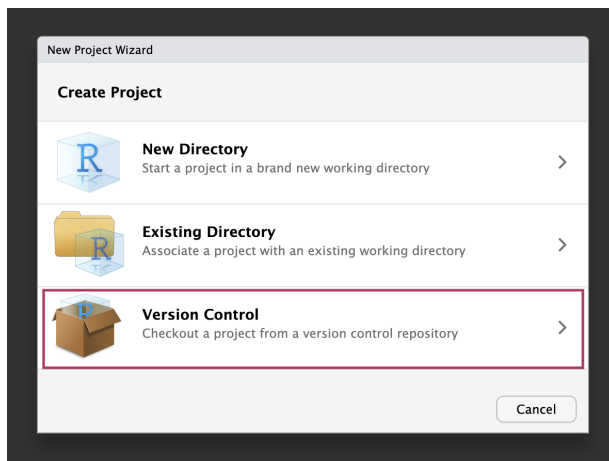 New Project Wizard
Create Project
R
New Directory
Start a project in a brand new working directory
R
Existing Directory
Associate a project with an existing working directory
R
Version Control
Checkout a project from a version control repository
Cancel